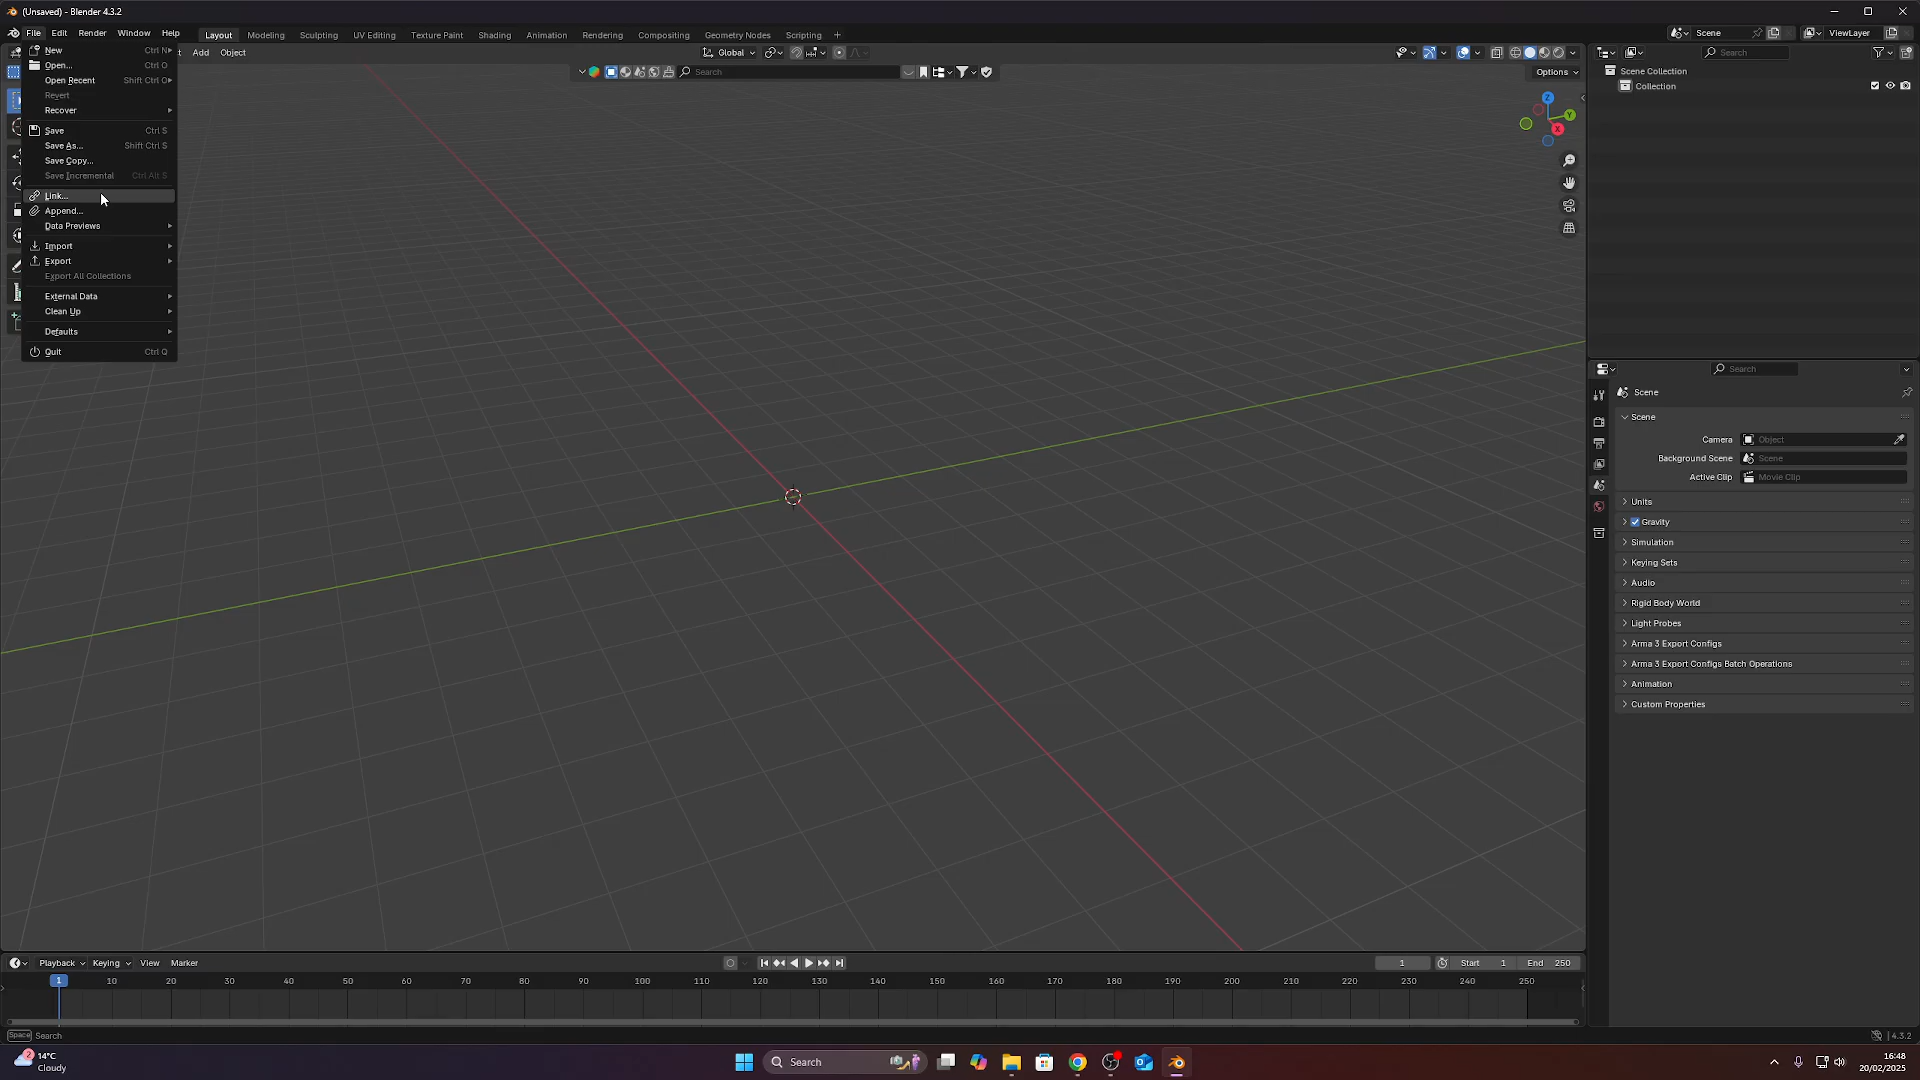 (Unsaved) - Blender 4.3.2
File Edit Render Window Help Layout Modeling Sculpting UV Editing Texture Paint Shading Animation Rendering Compositing Geometry Nodes Scripting + Scene ViewLayer
Add Object Global Search
Search Options
New Ctrl N
Open... Ctrl O
Open Recent Shift Ctrl O
Revert
Recover
Save Ctrl S
Save As... Shift Ctrl S
Save Copy...
Save Incremental Ctrl Alt S
Link...
Append...
Data Previews
Import
Export
Export All Collections
External Data
Clean Up
Defaults
Quit Ctrl Q
Z
Y
X
Scene Collection
Collection
Search
Scene
Scene
Camera Object
Background Scene Scene
Active Clip Movie Clip
Units
Gravity
Simulation
Keying Sets
Audio
Rigid Body World
Light Probes
Arma 3 Export Configs
Arma 3 Export Configs Batch Operations
Animation
Custom Properties
Playback Keying View Marker 1 Start 1 End 250
1 10 20 30 40 50 60 70 80 90 100 110 120 130 140 150 160 170 180 190 200 210 220 230 240 250
Space Search 4.3.2
2 14°C
Cloudy
Search
16:48
20/02/2025